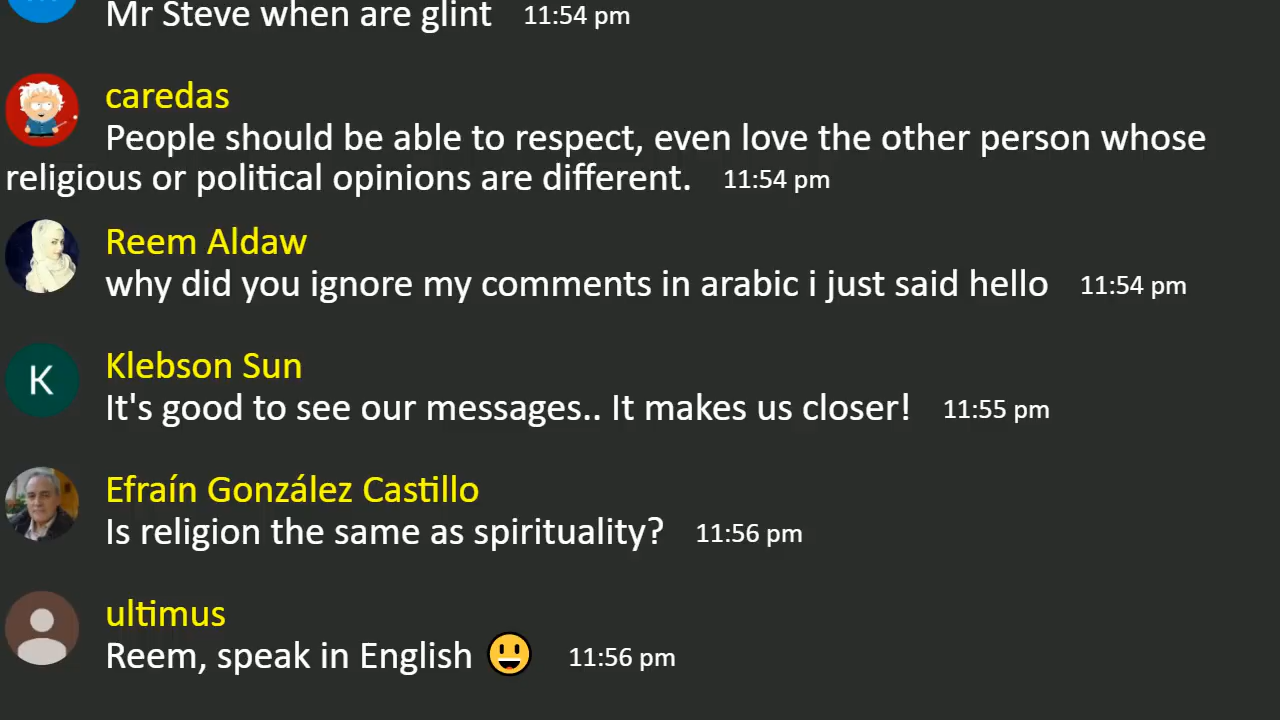 Mr Steve when are glint 11:54 pm
caredas
People should be able to respect, even love the other person whose
religious or political opinions are different. 11:54 pm
Reem Aldaw
why did you ignore my comments in arabic i just said hello 11:54 pm
K
Klebson Sun
It's good to see our messages.. It makes us closer! 11:55 pm
Efraín González Castillo
Is religion the same as spirituality? 11:56 pm
ultimus
Reem, speak in English 😃 11:56 pm